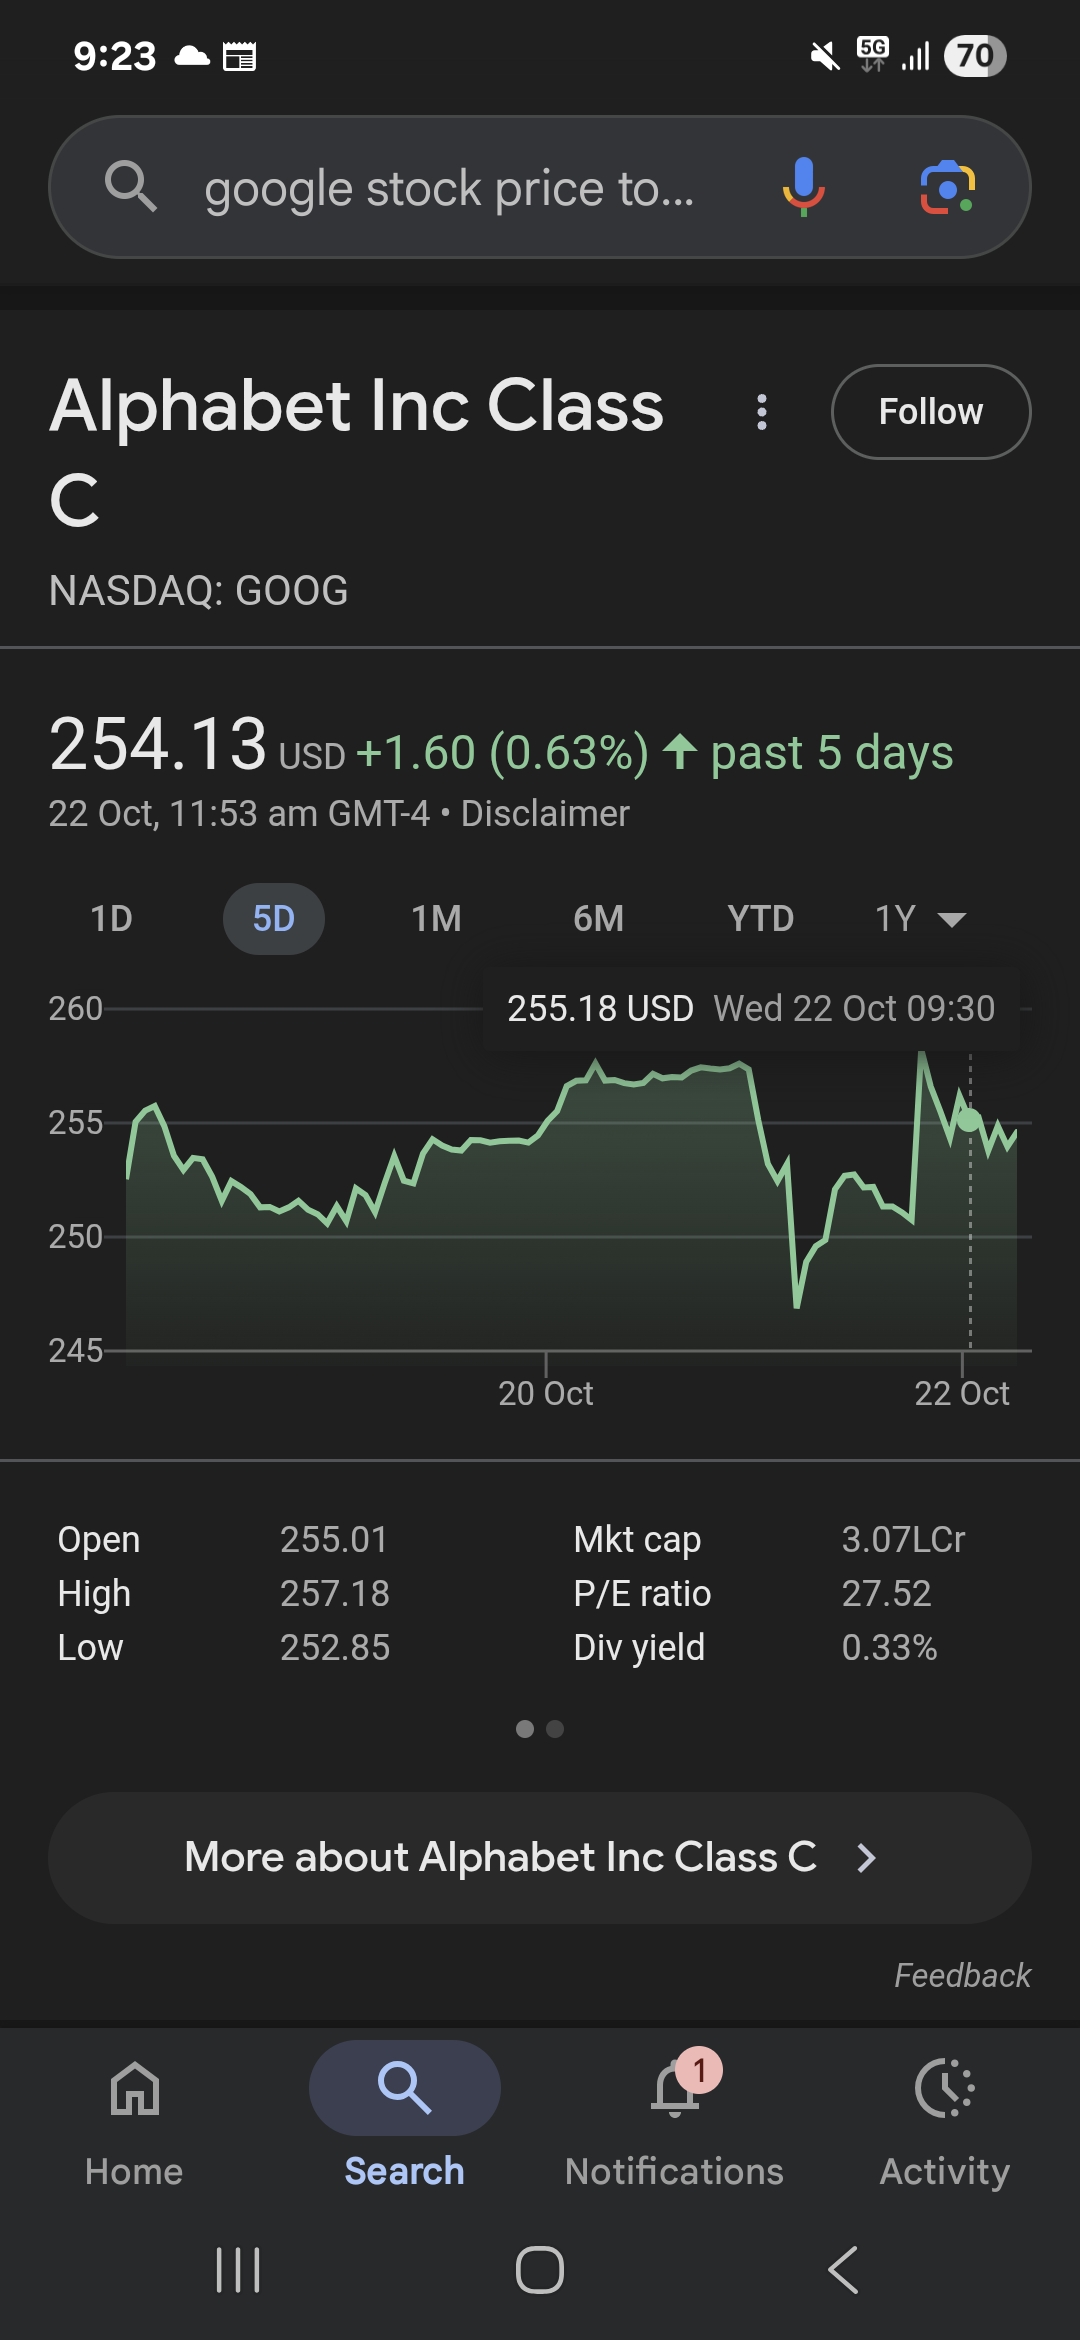 9:23
5G
70
google stock price to...
Alphabet Inc Class
C
Follow
NASDAQ: GOOG
254.13 USD +1.60 (0.63%) ↑ past 5 days
22 Oct, 11:53 am GMT-4 • Disclaimer
1D 5D 1M 6M YTD 1Y
255.18 USD Wed 22 Oct 09:30
260
255
250
245
20 Oct 22 Oct
Open 255.01 Mkt cap 3.07LCr
High 257.18 P/E ratio 27.52
Low 252.85 Div yield 0.33%
More about Alphabet Inc Class C
Feedback
1
Home Search Notifications Activity